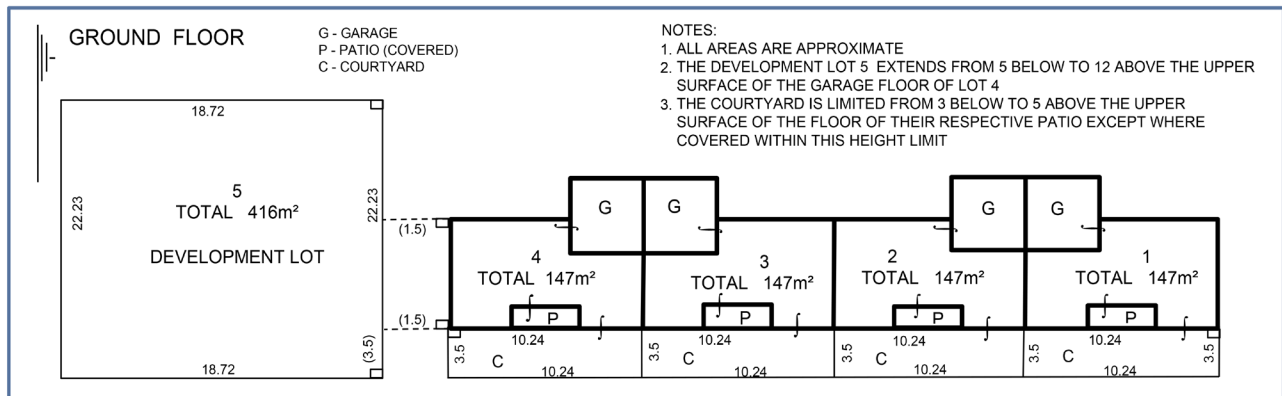 GROUND FLOOR
G - GARAGE
P - PATIO (COVERED)
C - COURTYARD
NOTES:
1. ALL AREAS ARE APPROXIMATE
2. THE DEVELOPMENT LOT 5 EXTENDS FROM 5 BELOW TO 12 ABOVE THE UPPER
SURFACE OF THE GARAGE FLOOR OF LOT 4
3. THE COURTYARD IS LIMITED FROM 3 BELOW TO 5 ABOVE THE UPPER
SURFACE OF THE FLOOR OF THEIR RESPECTIVE PATIO EXCEPT WHERE
COVERED WITHIN THIS HEIGHT LIMIT
18.72
22.23
5
TOTAL 416m²
DEVELOPMENT LOT
22.23
18.72
(1.5)
(1.5)
(3.5)
G
G
G
G
4
TOTAL 147m²
3
TOTAL 147m²
2
TOTAL 147m²
1
TOTAL 147m²
P
P
P
P
3.5
10.24
C
10.24
3.5
10.24
C
10.24
3.5
10.24
C
10.24
3.5
10.24
C
10.24
3.5